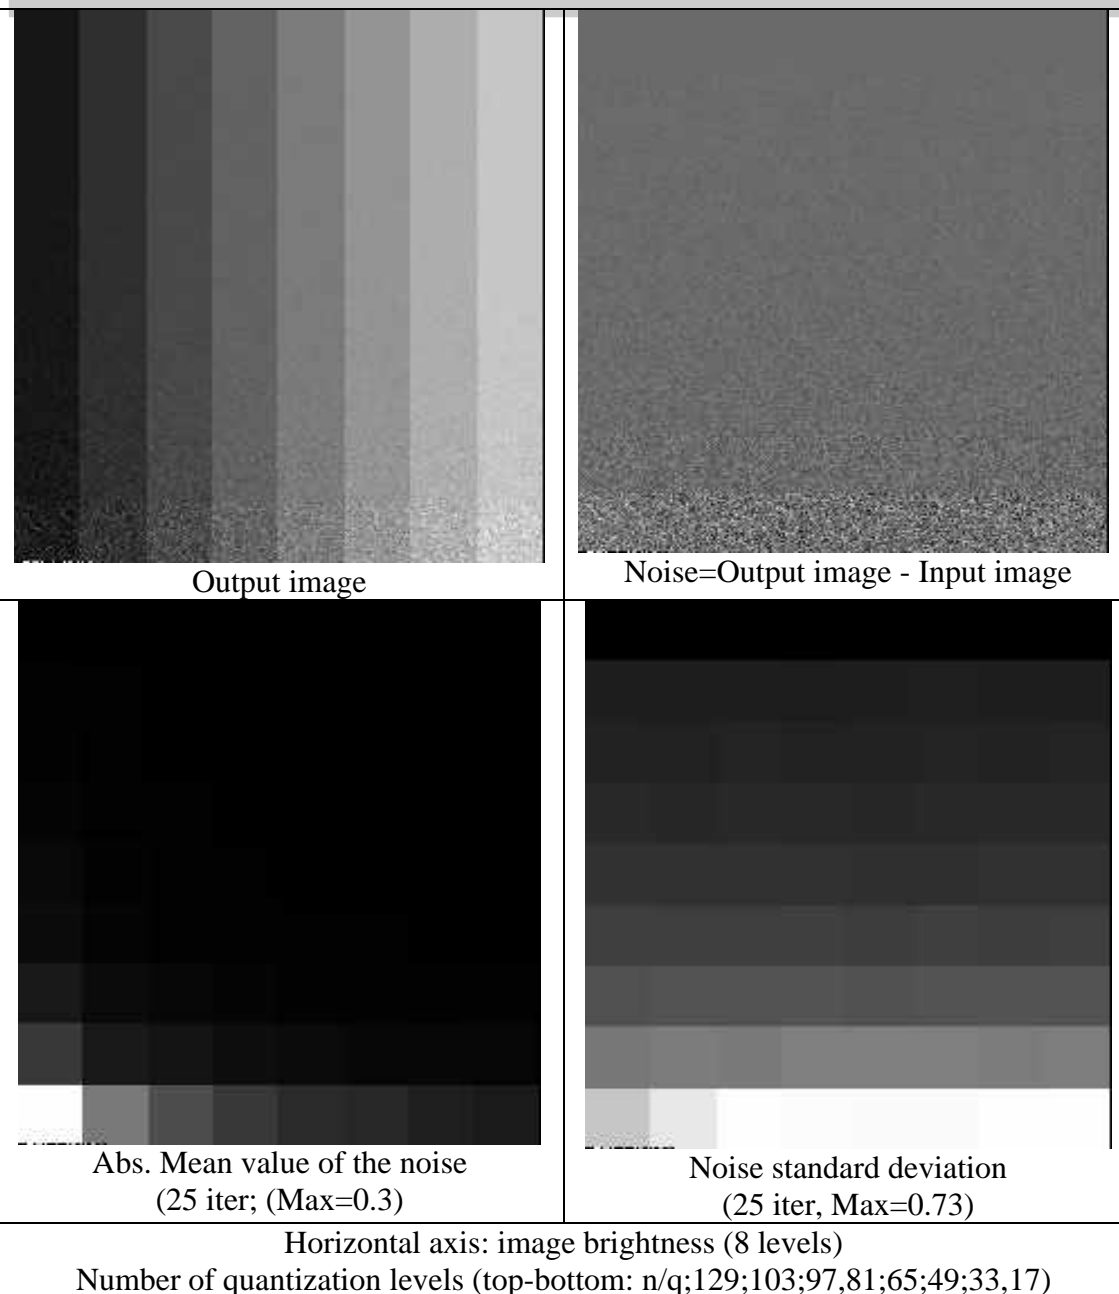 Output image
Noise=Output image - Input image
Abs. Mean value of the noise
(25 iter; (Max=0.3)
Noise standard deviation
(25 iter, Max=0.73)
Horizontal axis: image brightness (8 levels)
Number of quantization levels (top-bottom: n/q;129;103;97,81;65;49;33,17)